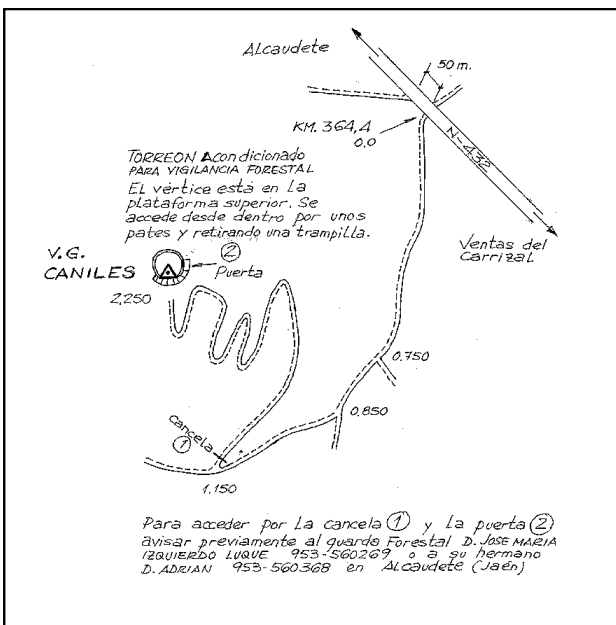 Alcaudete
50 m.
KM. 364,4
0,0
N-432
TORREON Acondicionado
PARA VIGILANCIA FORESTAL
EL vértice está en la
plataforma superior. Se
accede desde dentro por unos
pates y retirando una trampilla.
Ventas del
Carrizal
V.G.
CANILES
2
Puerta
2,250
0,750
0,850
cancela
1
1,150
Para acceder por la cancela 1 y la puerta 2
avisar previamente al guarda Forestal D. JOSE MARIA
IZQUIERDO LUQUE 953-560269 o a su hermano
D. ADRIAN 953-560368 en Alcaudete (Jaén)